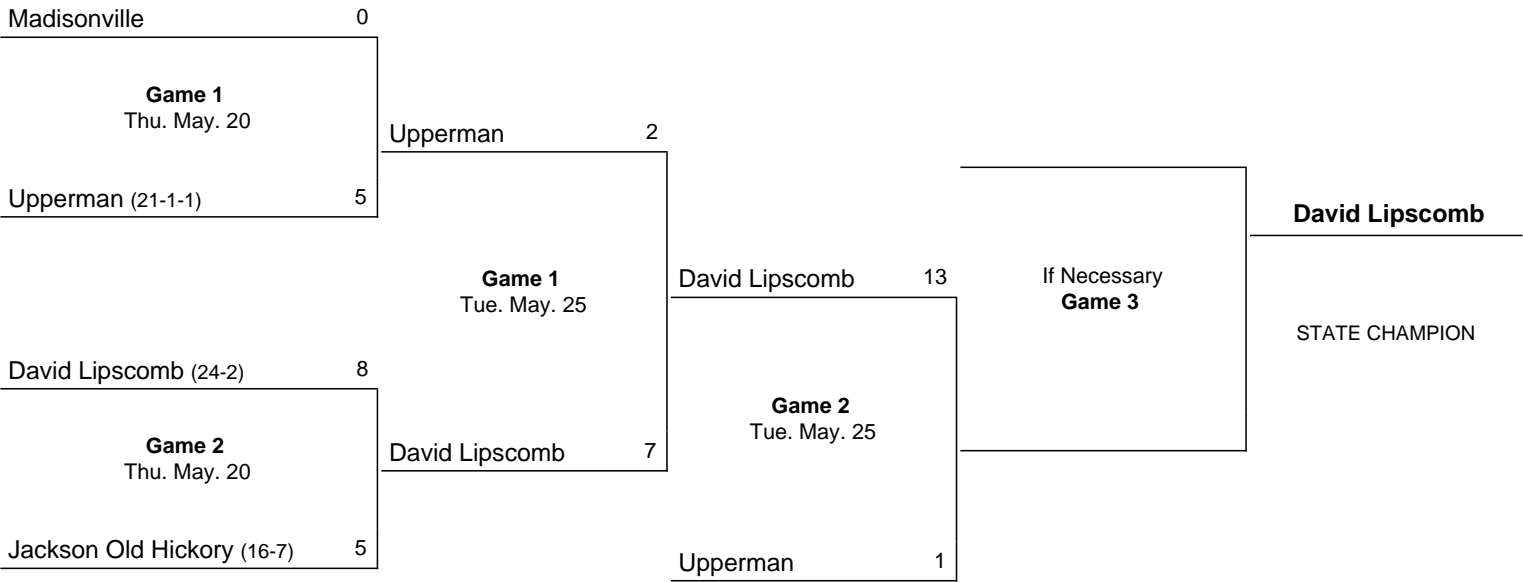 Madisonville 0
Game 1
Thu. May. 20
Upperman (21-1-1) 5
David Lipscomb (24-2) 8
Game 2
Thu. May. 20
Jackson Old Hickory (16-7) 5
Upperman 2
Game 1
Tue. May. 25
David Lipscomb 7
David Lipscomb 13
Game 2
Tue. May. 25
Upperman 1
If Necessary
Game 3
David Lipscomb
STATE CHAMPION